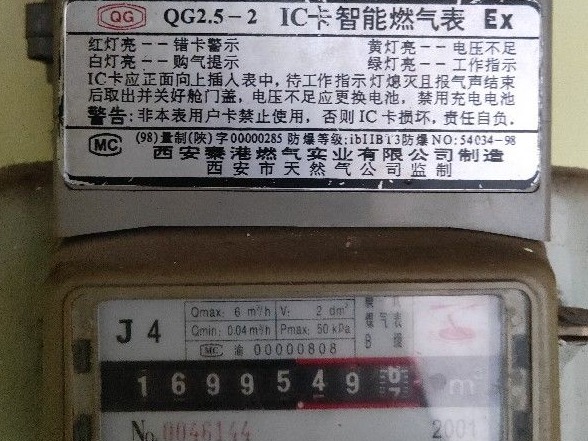 QG QG2.5-2 IC卡智能燃气表 Ex
红灯亮--错卡警示 黄灯亮--电压不足
白灯亮--购气提示 绿灯亮--工作指示
IC卡应正面向上插入表中,待工作指示灯熄灭且报气声结束
后取出并关好舱门盖,电压不足应更换电池,禁用充电电池
警告:非本表用户卡禁止使用,否则IC卡损坏,责任自负.
MC (98)量制(陕)字00000285 防爆等级:ibIIBT3防爆NO:54034-98
西安秦港燃气实业有限公司制造
西安市天然气公司监制
J4
Qmax: 6 m³/h V: 2 dm³
Qmin: 0.04m³/h Pmax: 50 kPa
MC 渝 00000808
燃气表
B 级
1699549 m³
No.0046144 2001